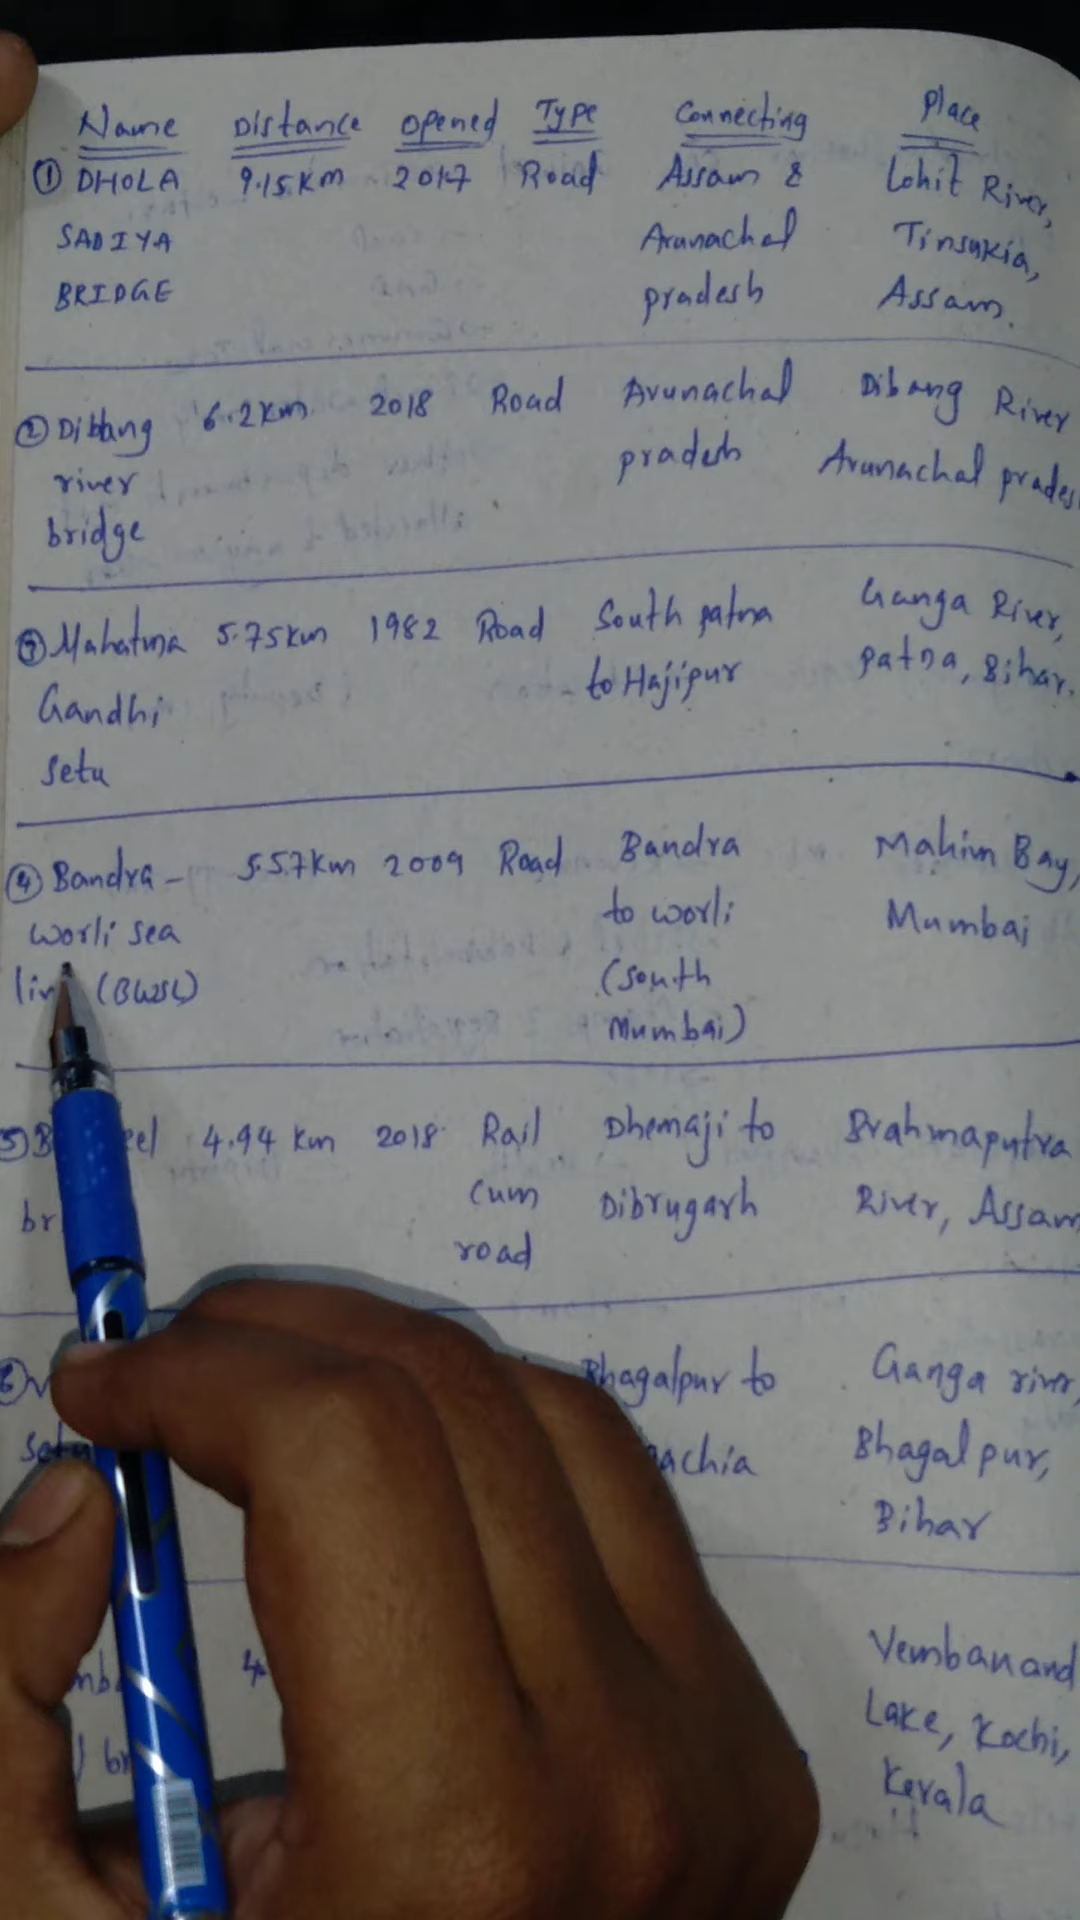 Name Distance opened Type Connecting Place
① DHOLA 9.15km 2017 Road Assam & Lohit River,
SADIYA Arunachal Tinsukia,
BRIDGE pradesh Assam.
② Dibang 6.2km 2018 Road Arunachal Dibang River
river pradesh Arunachal prades
bridge
③ Mahatma 5.75km 1982 Road South patna Ganga River,
Gandhi to Hajipur patna, Bihar.
setu
④ Bandra - 5.57km 2009 Road Bandra Mahim Bay,
worli sea to worli Mumbai
(BWSL) (south
Mumbai)
4.94 km 2018 Rail Dhemaji to Brahmaputra
cum Dibrugarh River, Assam
road
Bhagalpur to Ganga river,
setu Bhagalpur,
Bihar
Vembanand
Lake, Kochi,
Kerala